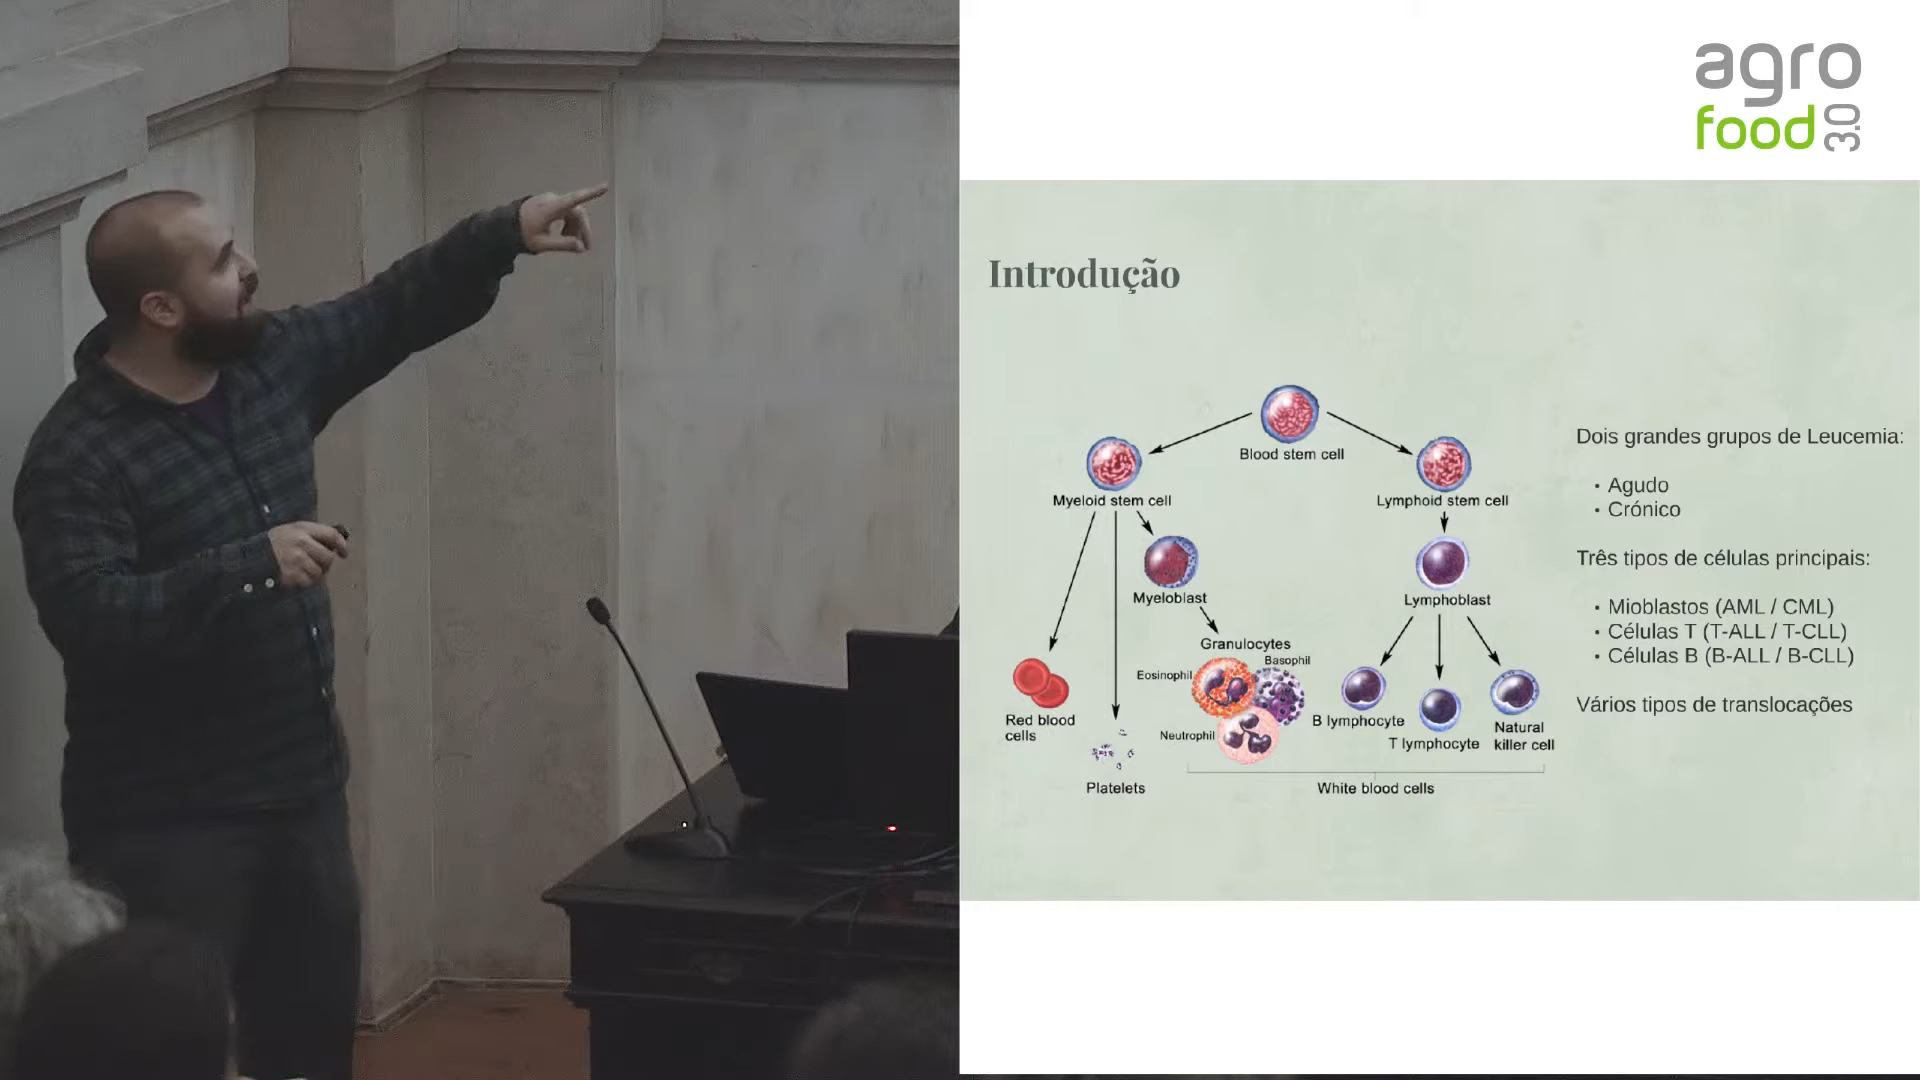 agro
food 3.0
Introdução
Blood stem cell
Myeloid stem cell
Lymphoid stem cell
Myeloblast
Lymphoblast
Granulocytes
Basophil
Eosinophil
Neutrophil
Red blood
cells
Platelets
B lymphocyte
T lymphocyte
Natural
killer cell
White blood cells
Dois grandes grupos de Leucemia:
· Agudo
· Crónico
Três tipos de células principais:
· Mioblastos (AML / CML)
· Células T (T-ALL / T-CLL)
· Células B (B-ALL / B-CLL)
Vários tipos de translocações